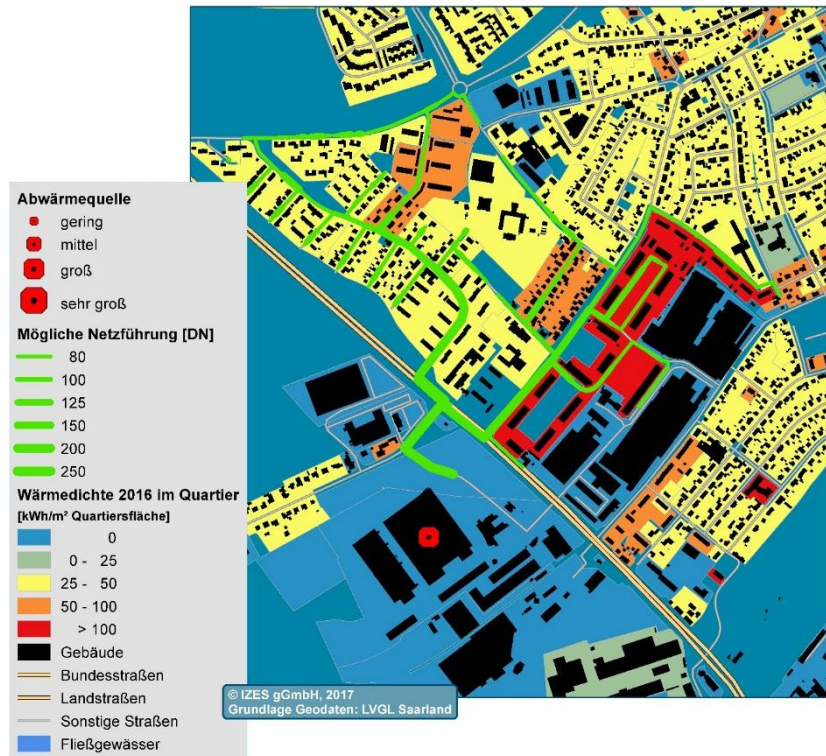 Abwärmequelle
gering
mittel
groß
sehr groß
Mögliche Netzführung [DN]
80
100
125
150
200
250
Wärmedichte 2016 im Quartier
[kWh/m² Quartiersfläche]
0
0 - 25
25 - 50
50 - 100
> 100
Gebäude
Bundesstraßen
Landstraßen
Sonstige Straßen
Fließgewässer
© IZES gGmbH, 2017
Grundlage Geodaten: LVGL Saarland